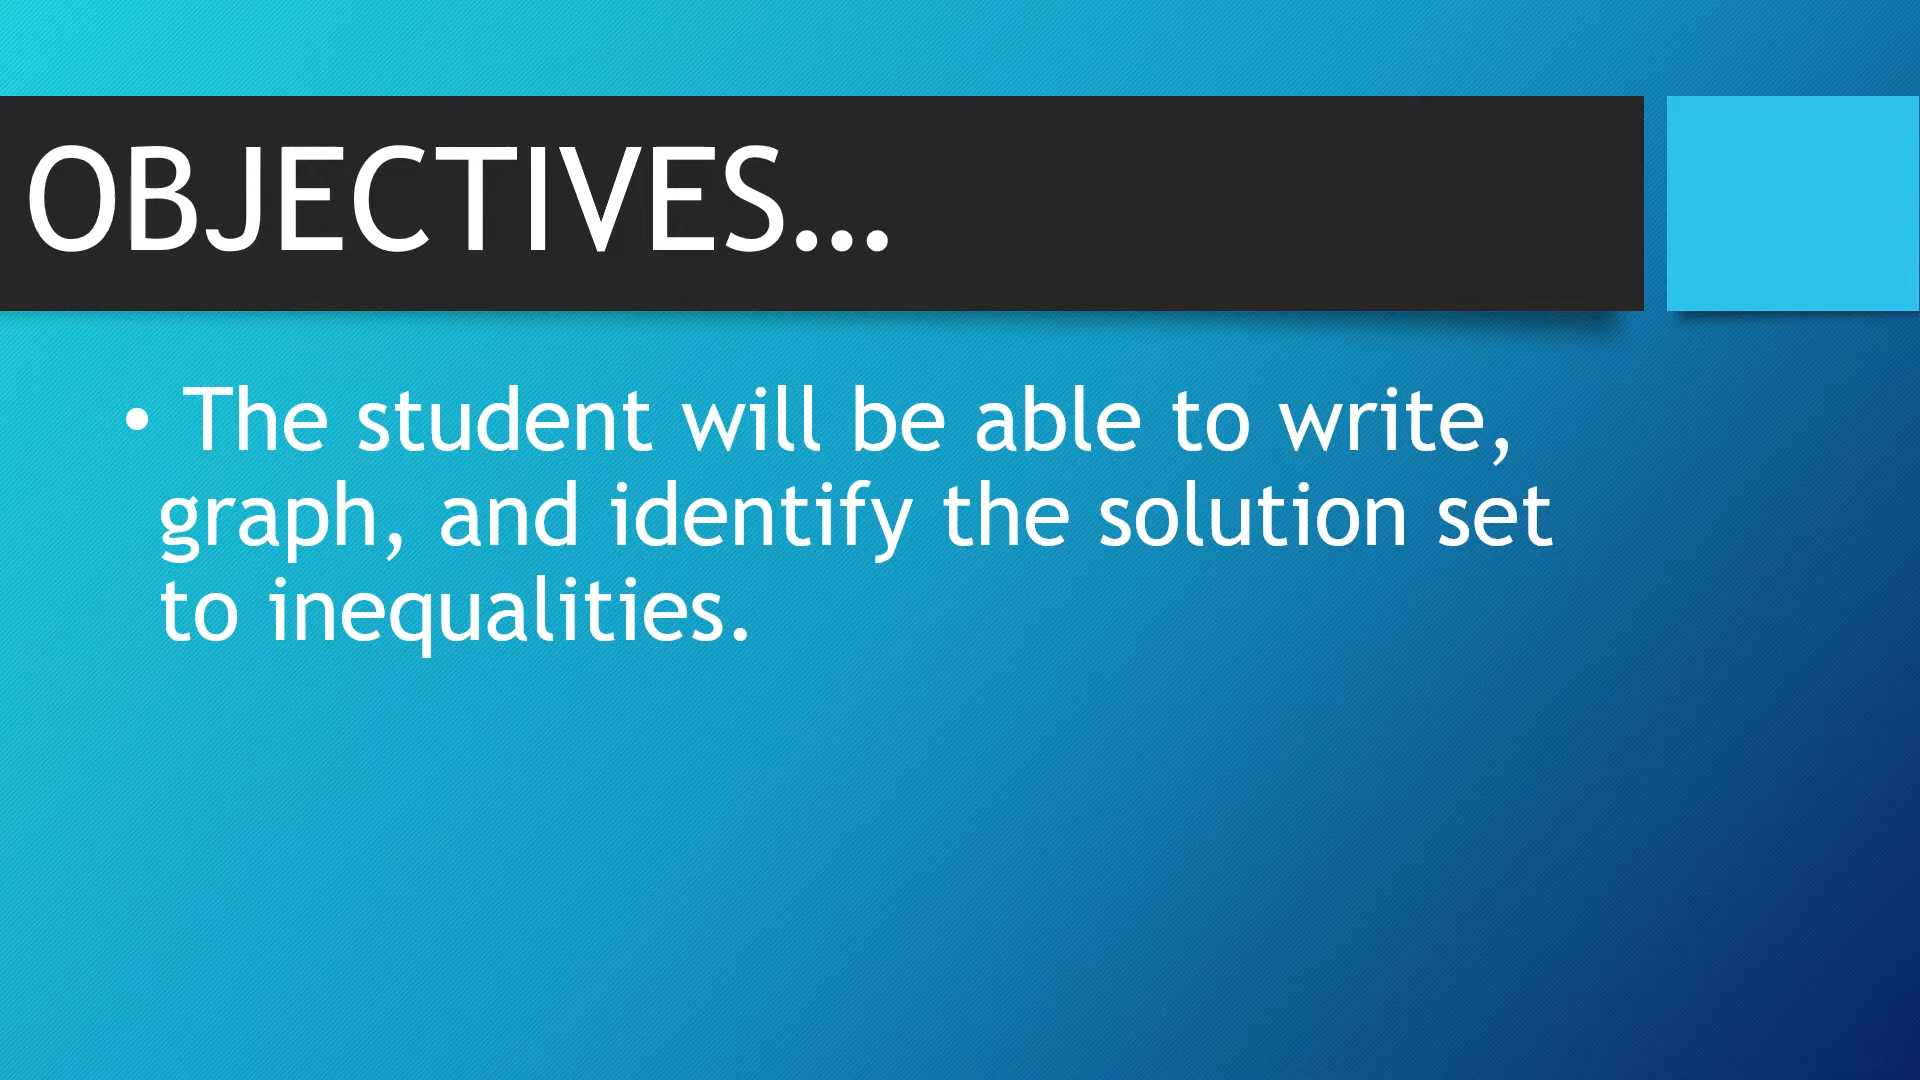 OBJECTIVES…
• The student will be able to write,
graph, and identify the solution set
to inequalities.